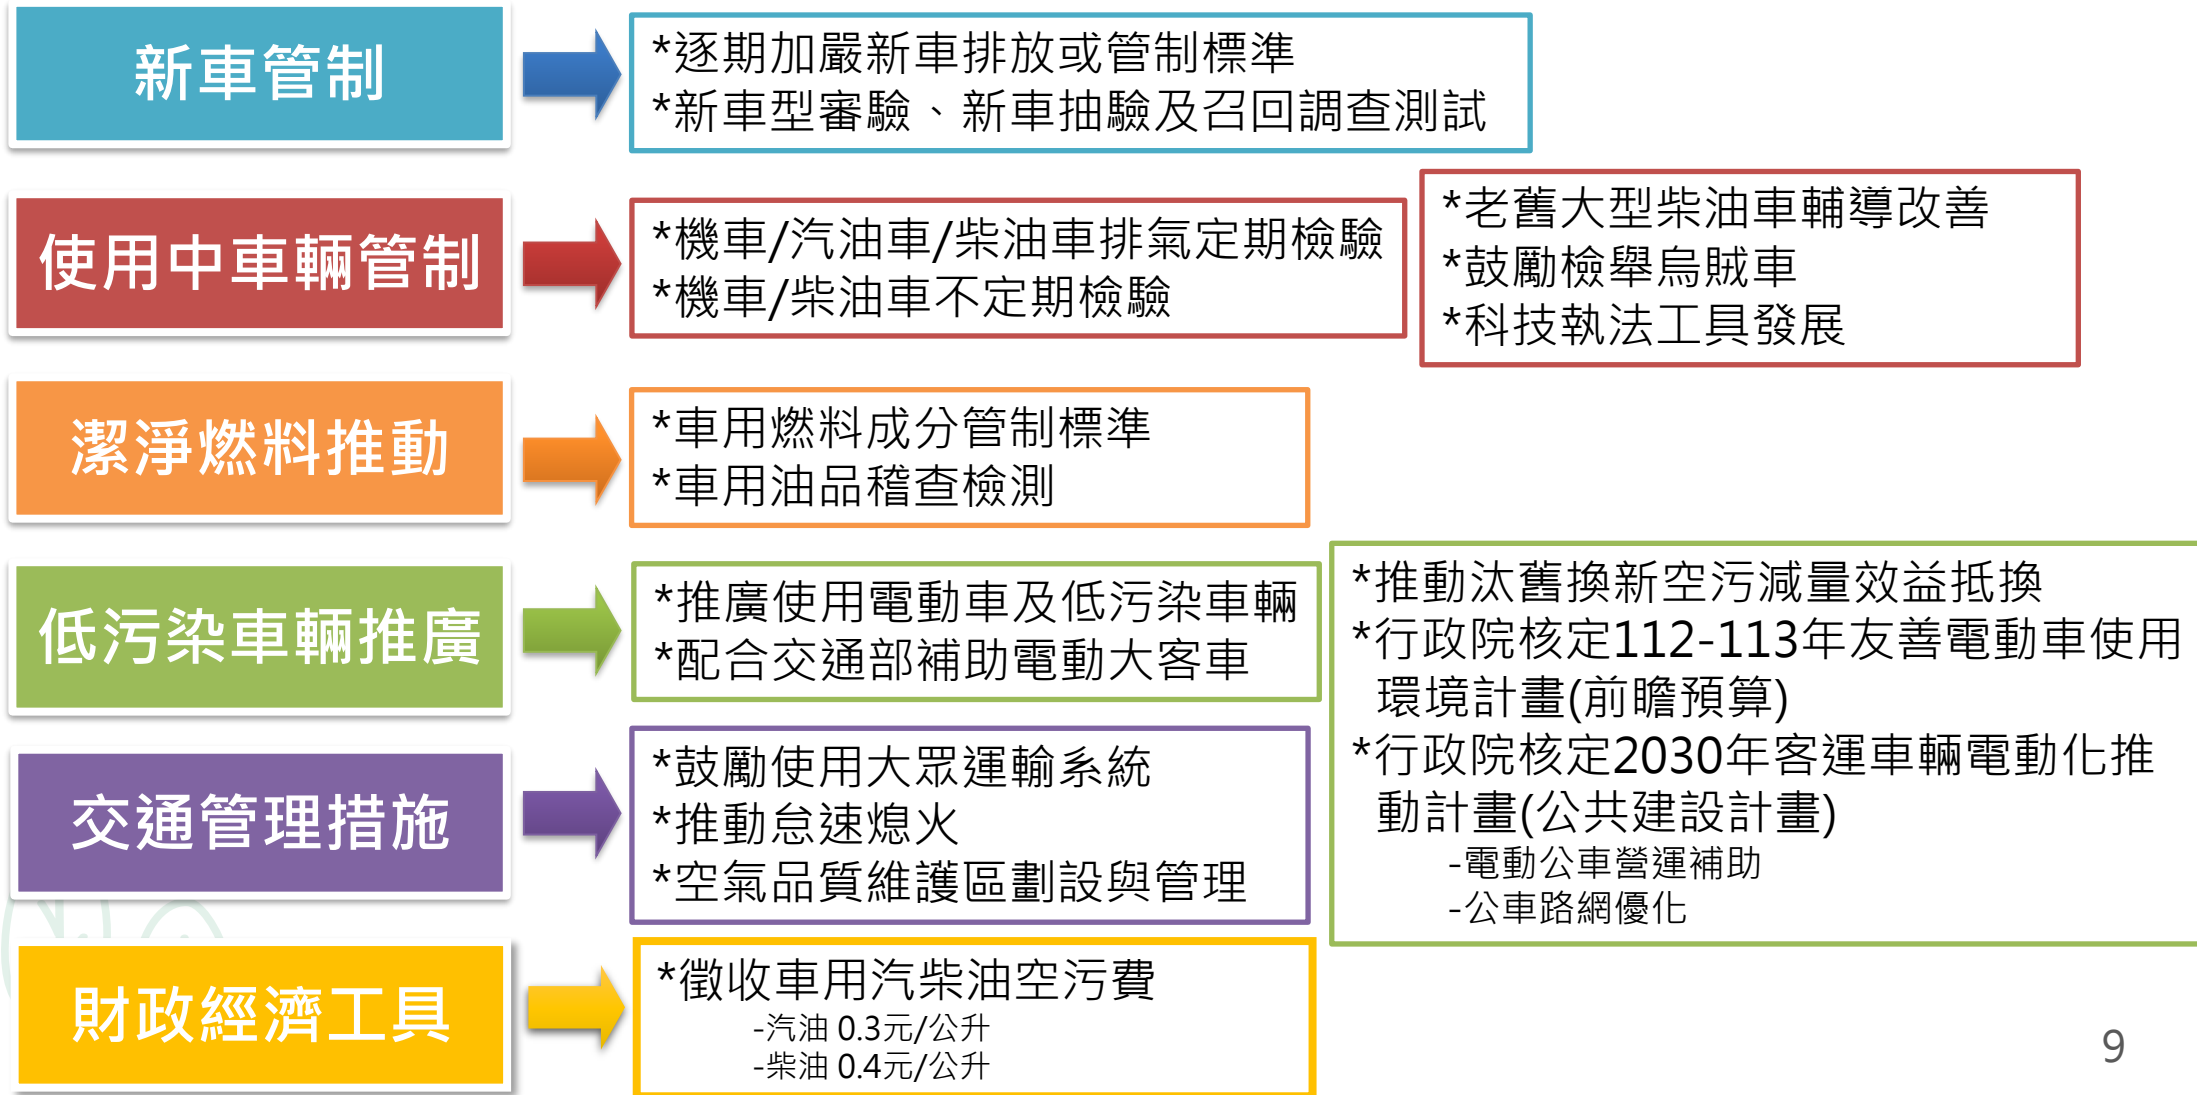 新車管制
*逐期加嚴新車排放或管制標準
*新車型審驗、新車抽驗及召回調查測試
使用中車輛管制
*機車/汽油車/柴油車排氣定期檢驗
*機車/柴油車不定期檢驗
*老舊大型柴油車輔導改善
*鼓勵檢舉烏賊車
*科技執法工具發展
潔淨燃料推動
*車用燃料成分管制標準
*車用油品稽查檢測
低污染車輛推廣
*推廣使用電動車及低污染車輛
*配合交通部補助電動大客車
*推動汰舊換新空污減量效益抵換
*行政院核定112-113年友善電動車使用
環境計畫(前瞻預算)
*行政院核定2030年客運車輛電動化推
動計畫(公共建設計畫)
-電動公車營運補助
-公車路網優化
交通管理措施
*鼓勵使用大眾運輸系統
*推動怠速熄火
*空氣品質維護區劃設與管理
財政經濟工具
*徵收車用汽柴油空污費
-汽油 0.3元/公升
-柴油 0.4元/公升
9